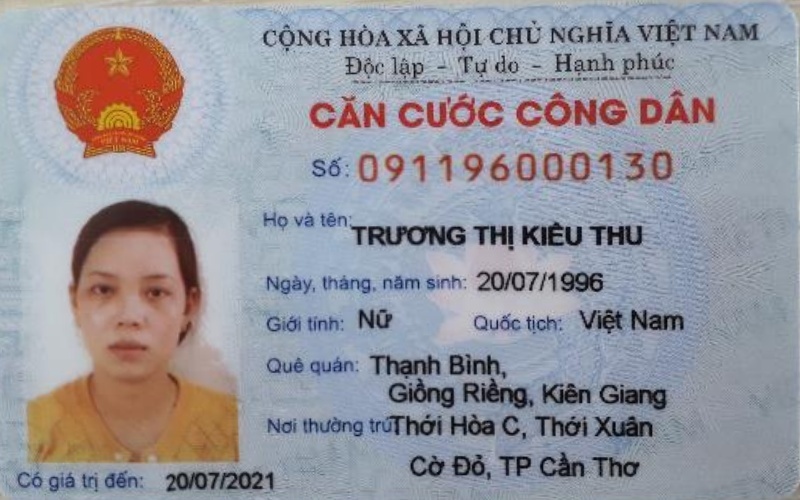 CỘNG HÒA XÃ HỘI CHỦ NGHĨA VIỆT NAM
Độc lập - Tự do - Hạnh phúc
CĂN CƯỚC CÔNG DÂN
Số: 091196000130
Họ và tên: TRƯƠNG THỊ KIỀU THU
Ngày, tháng, năm sinh: 20/07/1996
Giới tính: Nữ Quốc tịch: Việt Nam
Quê quán: Thạnh Bình,
Giồng Riềng, Kiên Giang
Nơi thường trú: Thới Hòa C, Thới Xuân
Cờ Đỏ, TP Cần Thơ
Có giá trị đến: 20/07/2021